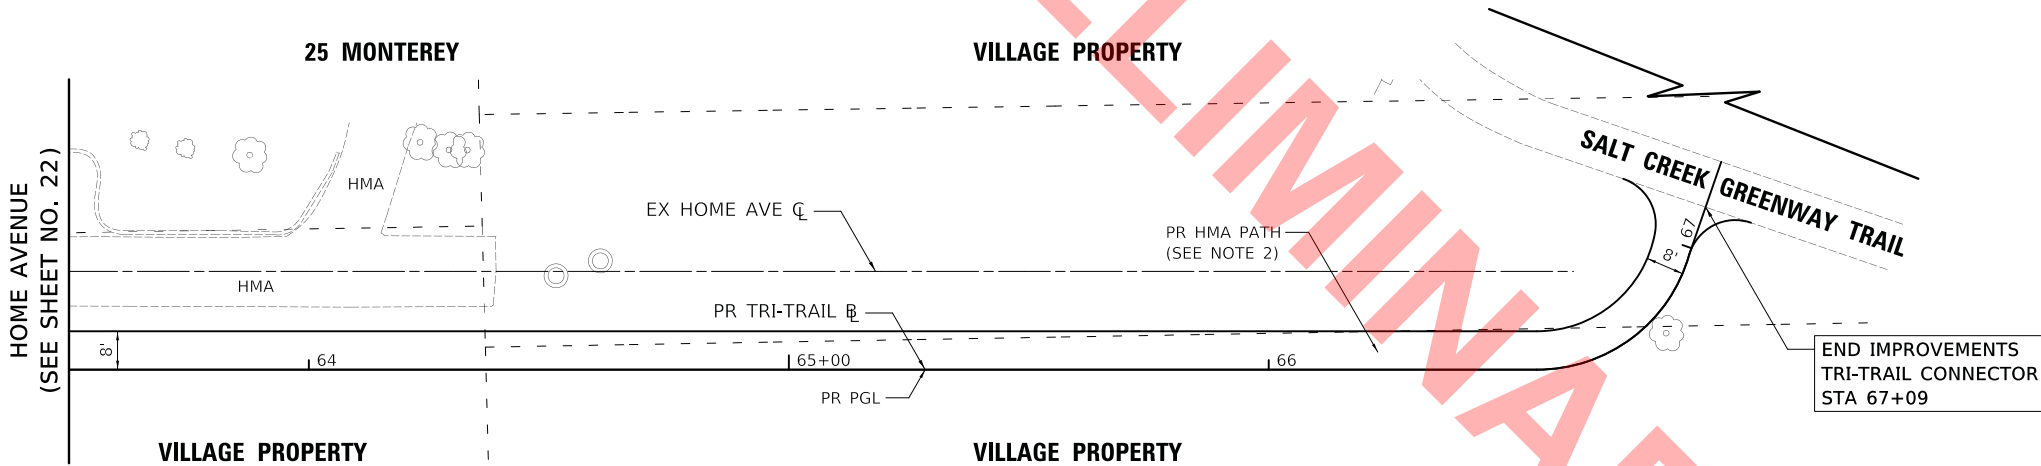 25 MONTEREY
VILLAGE PROPERTY
HOME AVENUE
(SEE SHEET NO. 22)
HMA
HMA
EX HOME AVE ℄
PR HMA PATH
(SEE NOTE 2)
SALT CREEK GREENWAY TRAIL
67
8'
PR TRI-TRAIL BL
8'
64
65+00
66
PR PGL
END IMPROVEMENTS
TRI-TRAIL CONNECTOR
STA 67+09
VILLAGE PROPERTY
VILLAGE PROPERTY
LIMINA